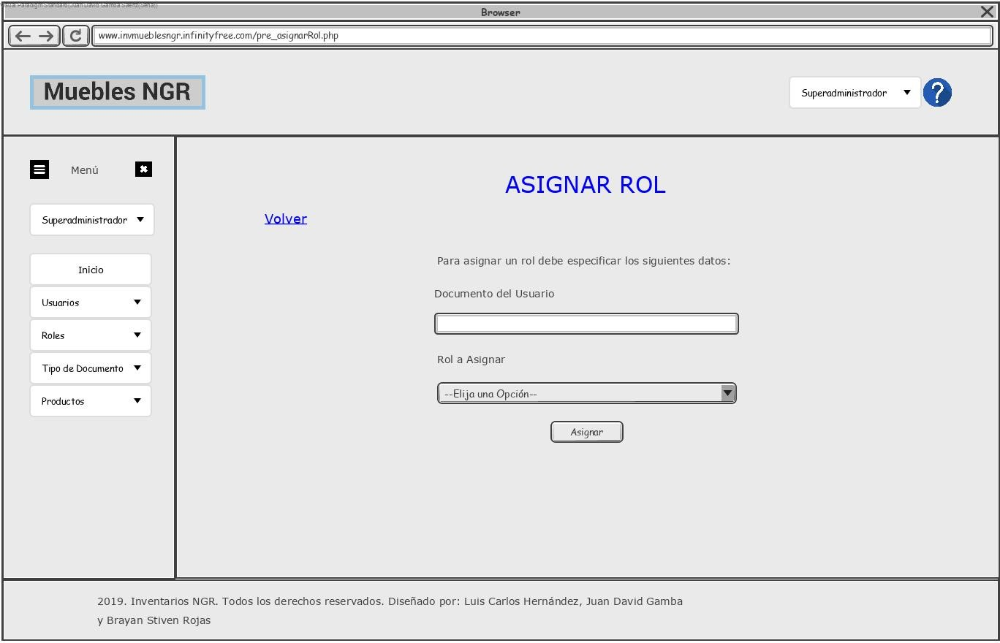 Visual Paradigm Standard(Juan David Gamba Saenz(Sena))
Browser
www.invmueblesngr.infinityfree.com/pre_asignarRol.php
Muebles NGR
Superadministrador
?
Menú
Superadministrador
Inicio
Usuarios
Roles
Tipo de Documento
Productos
ASIGNAR ROL
Volver
Para asignar un rol debe especificar los siguientes datos:
Documento del Usuario
Rol a Asignar
--Elija una Opción--
Asignar
2019. Inventarios NGR. Todos los derechos reservados. Diseñado por: Luis Carlos Hernández, Juan David Gamba
y Brayan Stiven Rojas